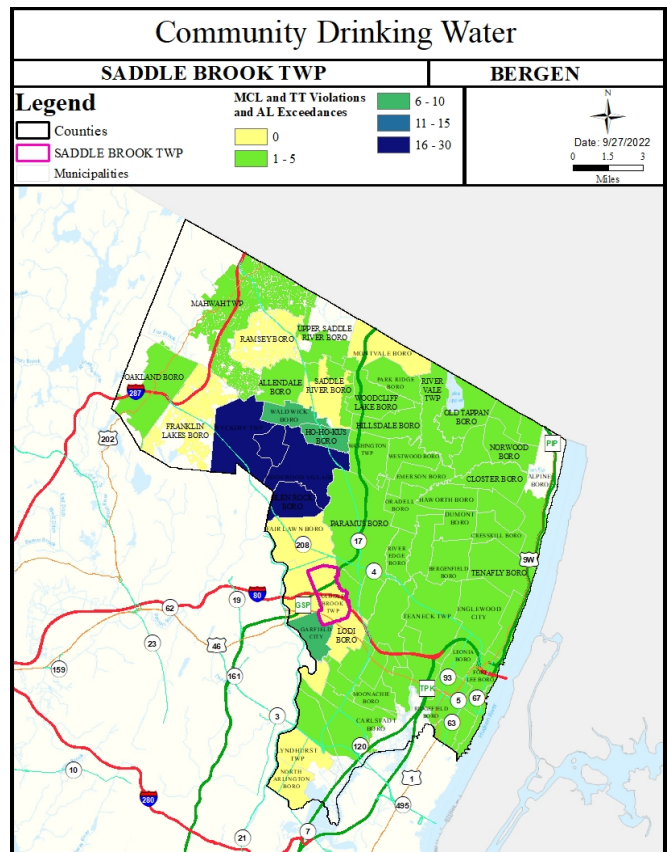 Community Drinking Water
SADDLE BROOK TWP
BERGEN
Legend
Counties
SADDLE BROOK TWP
Municipalities
MCL and TT Violations
and AL Exceedances
0
1 - 5
6 - 10
11 - 15
16 - 30
N
Date: 9/27/2022
0 1.5 3
Miles
MAHWAH TWP
RAMSEY BORO
UPPER SADDLE
RIVER BORO
MONTVALE BORO
OAKLAND BORO
287
ALLENDALE
BORO
SADDLE
RIVER BORO
PARK RIDGE
BORO
RIVER
VALE TWP
WOODCLIFF
LAKE BORO
OLD TAPPAN
BORO
202
FRANKLIN
LAKES BORO
WALDWICK
BORO
HO-HO-KUS
BORO
HILLSDALE BORO
WASHINGTON
TWP
WESTWOOD BORO
NORWOOD
BORO
PIP
EMERSON BORO
CLOSTER BORO
ALPINE
BORO
GLEN ROCK
BORO
ORADELL
BORO
HAWORTH BORO
DUMONT
BORO
FAIR LAWN BORO
PARAMUS BORO
CRESSKILL BORO
208
17
4
RIVER
EDGE
BORO
BERGENFIELD
BORO
TENAFLY BORO
9W
80
19
62
GSP
BROOK
TWP
TEANECK TWP
ENGLEWOOD
CITY
GARFIELD
CITY
LODI
BORO
46
23
LEONIA
BORO
FORT
LEE BORO
159
161
93
TPK
5
67
MOONACHIE
BORO
63
3
CARLSTADT
BORO
120
LYNDHURST
TWP
NORTH
ARLINGTON
BORO
10
1
280
495
21
7